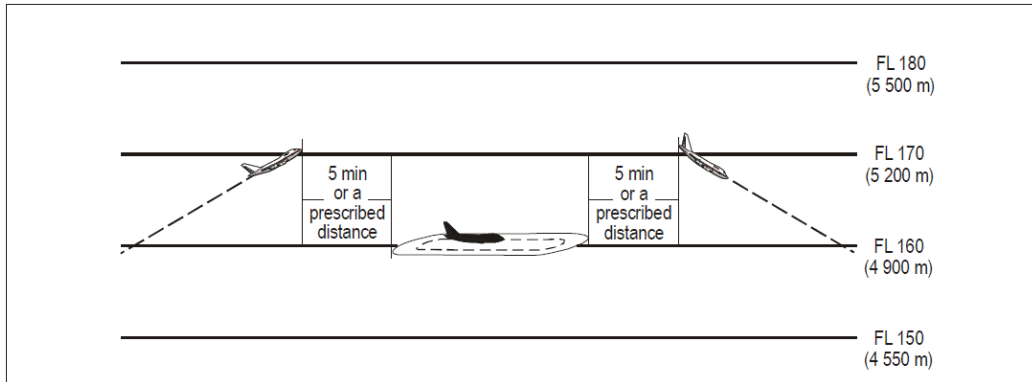 FL 180
(5 500 m)
FL 170
(5 200 m)
5 min
or a
prescribed
distance
5 min
or a
prescribed
distance
FL 160
(4 900 m)
FL 150
(4 550 m)